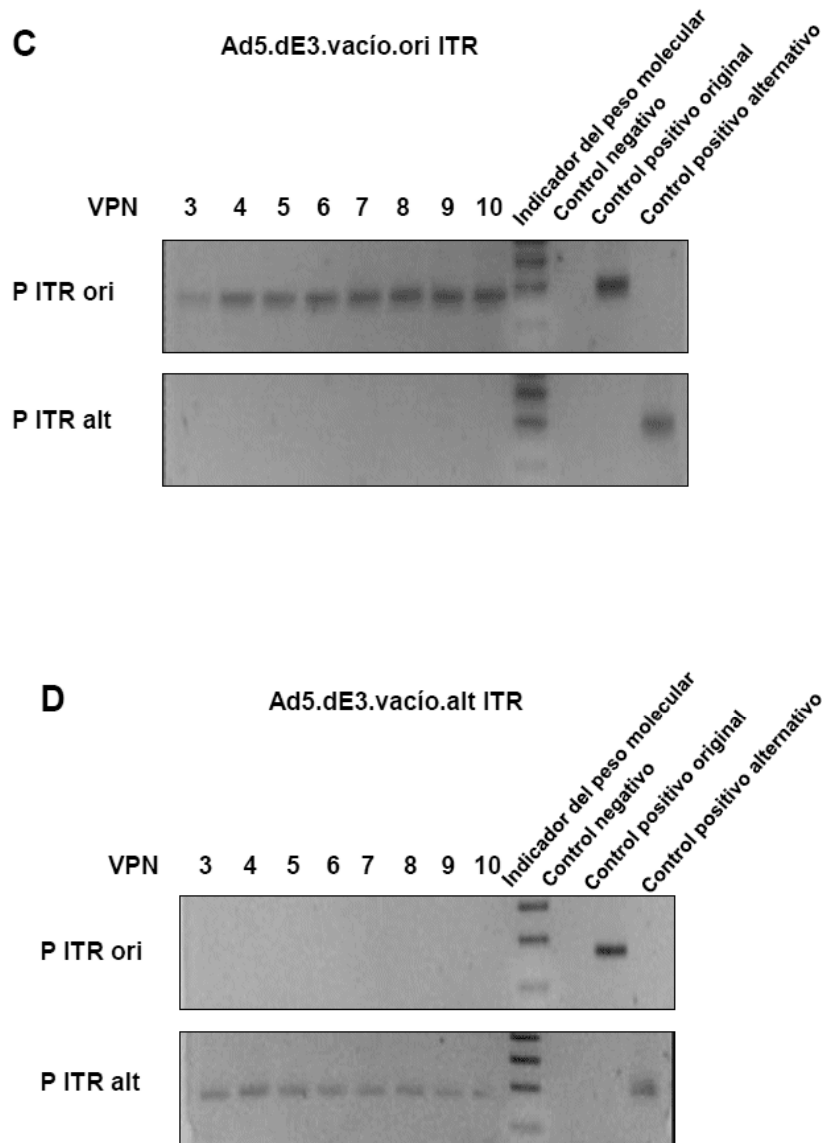 C
Ad5.dE3.vacío.ori ITR
Indicador del peso molecular
Control negativo
Control positivo original
Control positivo alternativo
VPN 3 4 5 6 7 8 9 10
P ITR ori
P ITR alt
D
Ad5.dE3.vacío.alt ITR
Indicador del peso molecular
Control negativo
Control positivo original
Control positivo alternativo
VPN 3 4 5 6 7 8 9 10
P ITR ori
P ITR alt